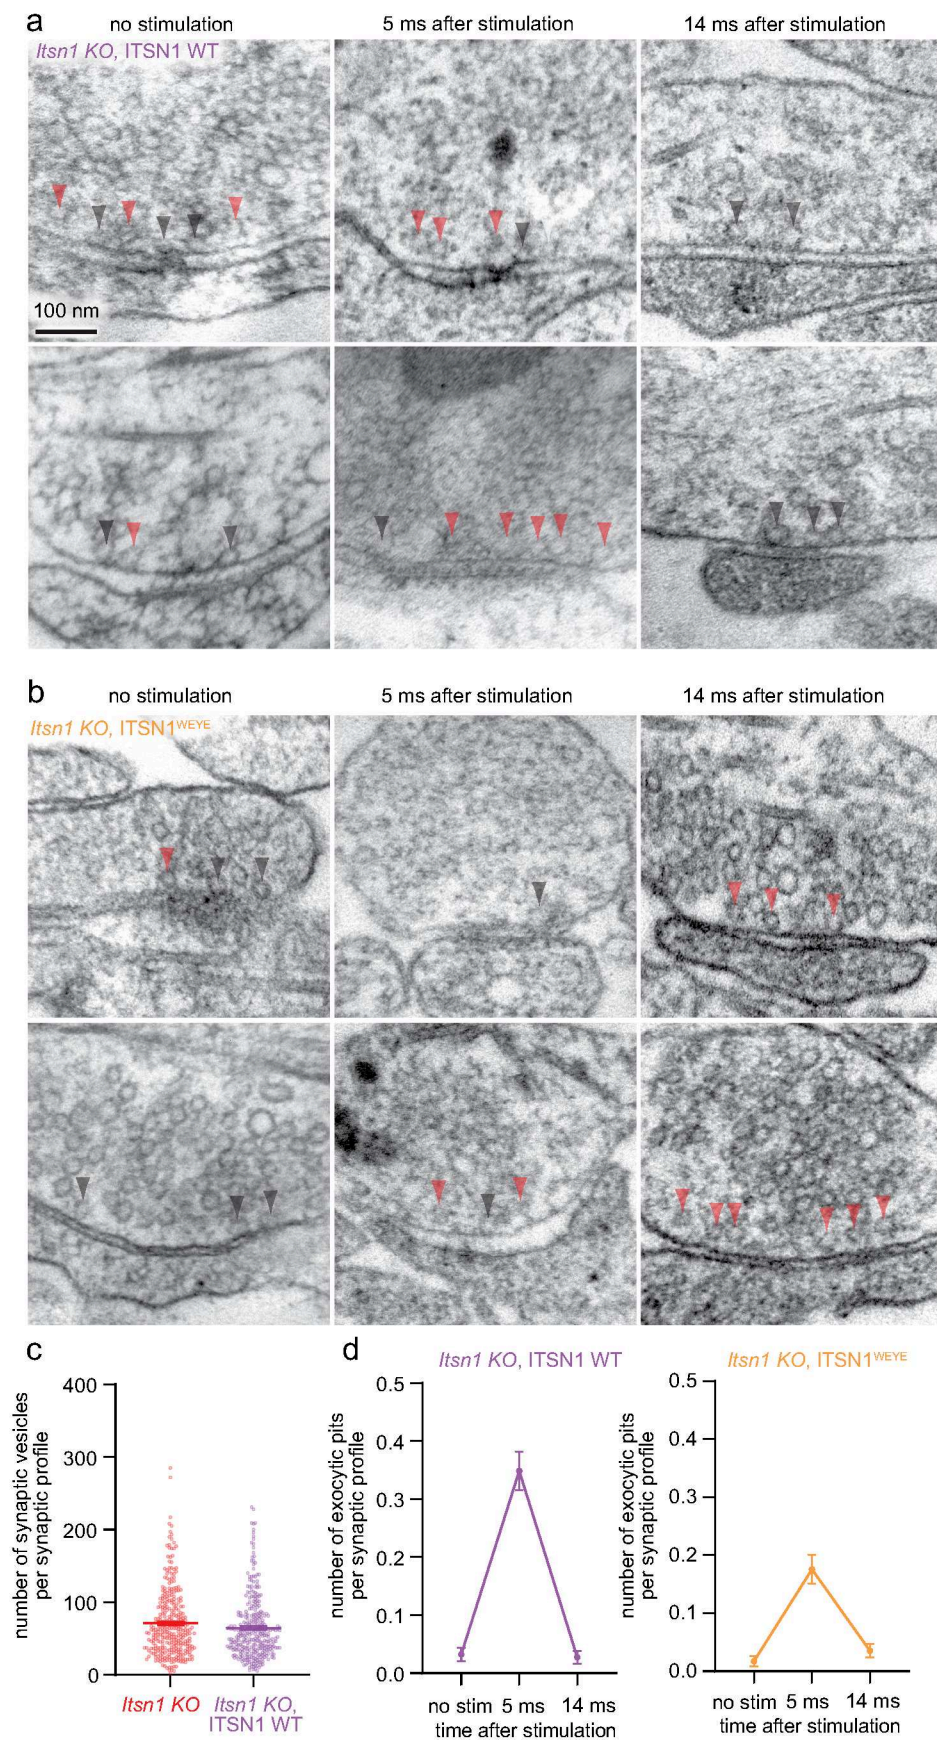 a
no stimulation
5 ms after stimulation
14 ms after stimulation
Itsn1 KO, ITSN1 WT
100 nm
b
no stimulation
5 ms after stimulation
14 ms after stimulation
Itsn1 KO, ITSN1WEYE
c
number of synaptic vesicles
per synaptic profile
400
300
200
100
0
Itsn1 KO
Itsn1 KO,
ITSN1 WT
d
Itsn1 KO, ITSN1 WT
number of exocytic pits
per synaptic profile
0.5
0.4
0.3
0.2
0.1
0.0
no stim 5 ms 14 ms
time after stimulation
Itsn1 KO, ITSN1WEYE
number of exocytic pits
per synaptic profile
0.5
0.4
0.3
0.2
0.1
0.0
no stim 5 ms 14 ms
time after stimulation